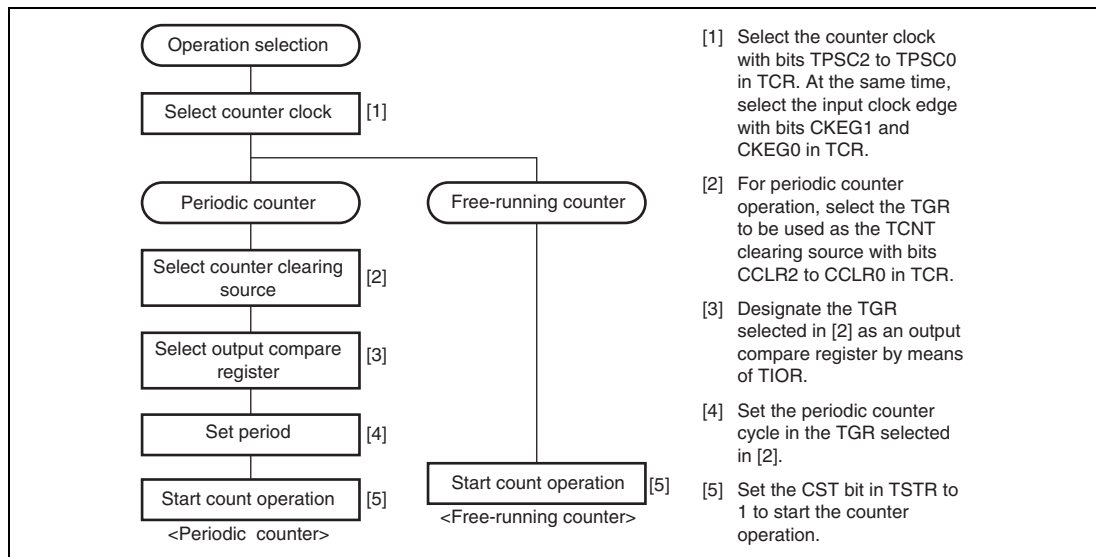 Operation selection
Select counter clock
[1]
Periodic counter
Free-running counter
Select counter clearing
source
[2]
Select output compare
register
[3]
Set period
[4]
Start count operation
[5]
<Periodic counter>
Start count operation
[5]
<Free-running counter>
[1] Select the counter clock
with bits TPSC2 to TPSC0
in TCR. At the same time,
select the input clock edge
with bits CKEG1 and
CKEG0 in TCR.
[2] For periodic counter
operation, select the TGR
to be used as the TCNT
clearing source with bits
CCLR2 to CCLR0 in TCR.
[3] Designate the TGR
selected in [2] as an output
compare register by means
of TIOR.
[4] Set the periodic counter
cycle in the TGR selected
in [2].
[5] Set the CST bit in TSTR to
1 to start the counter
operation.